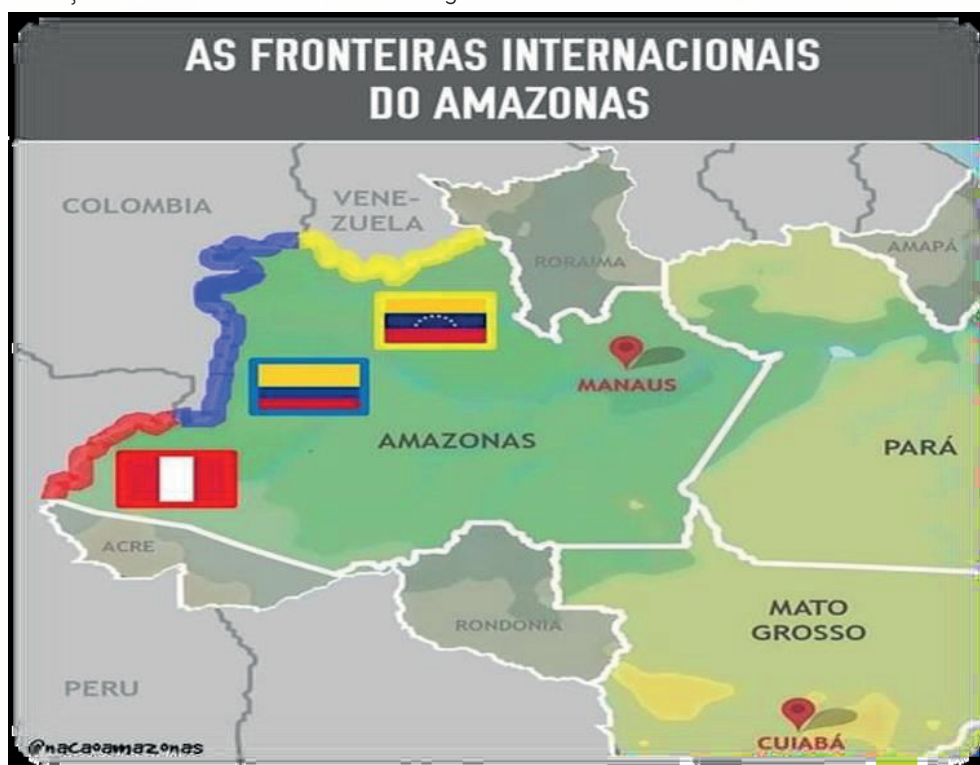 AS FRONTEIRAS INTERNACIONAIS
DO AMAZONAS
COLOMBIA
VENE-
ZUELA
RORAIMA
AMAPÁ
MANAUS
AMAZONAS
PARÁ
ACRE
MATO
GROSSO
RONDONIA
PERU
CUIABÁ
@nacaoamazonas